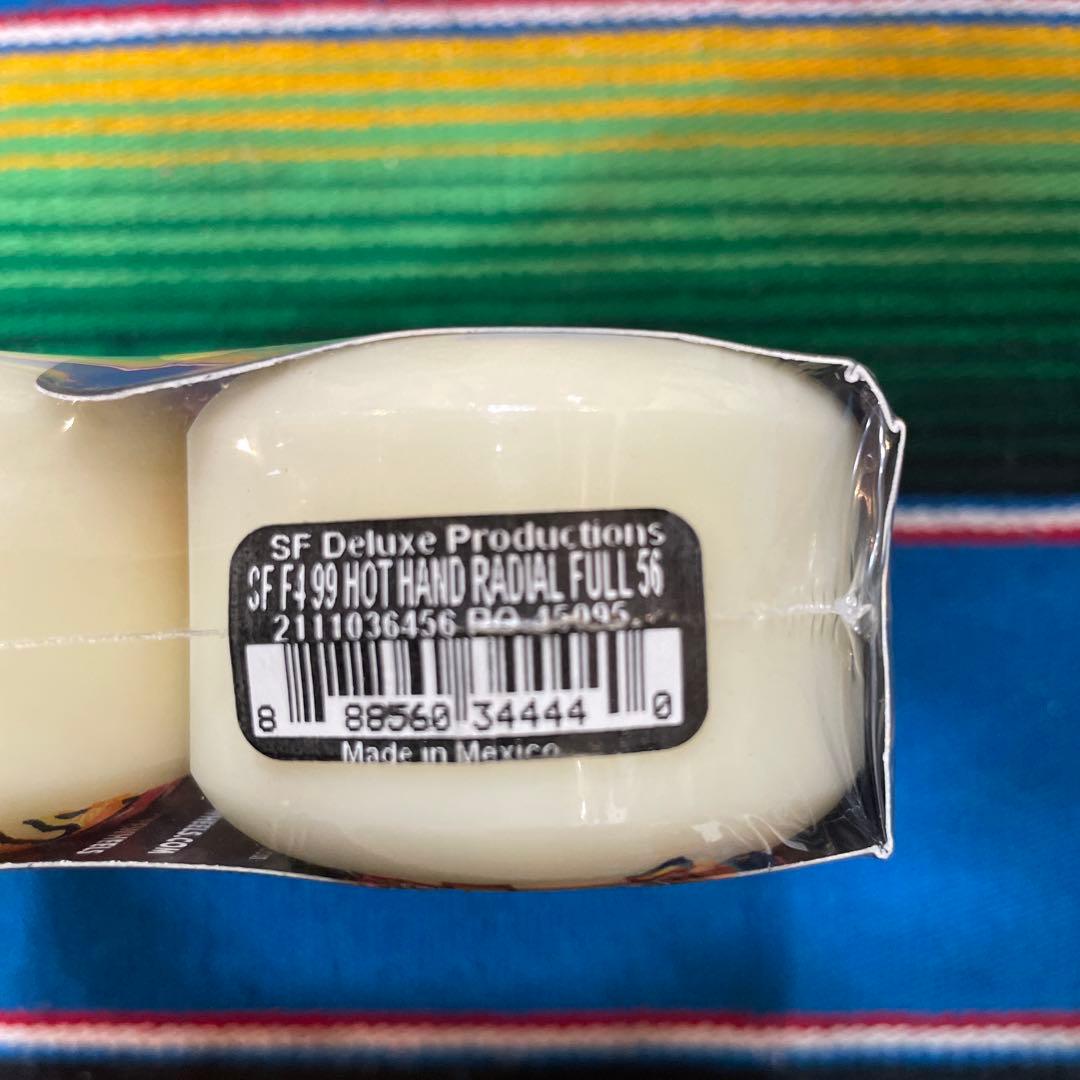 SF Deluxe Productions
SF F4 99 HOT HAND RADIAL FULL 56
2111036456 PO 45095
8 88560 34444 0
Made in Mexico